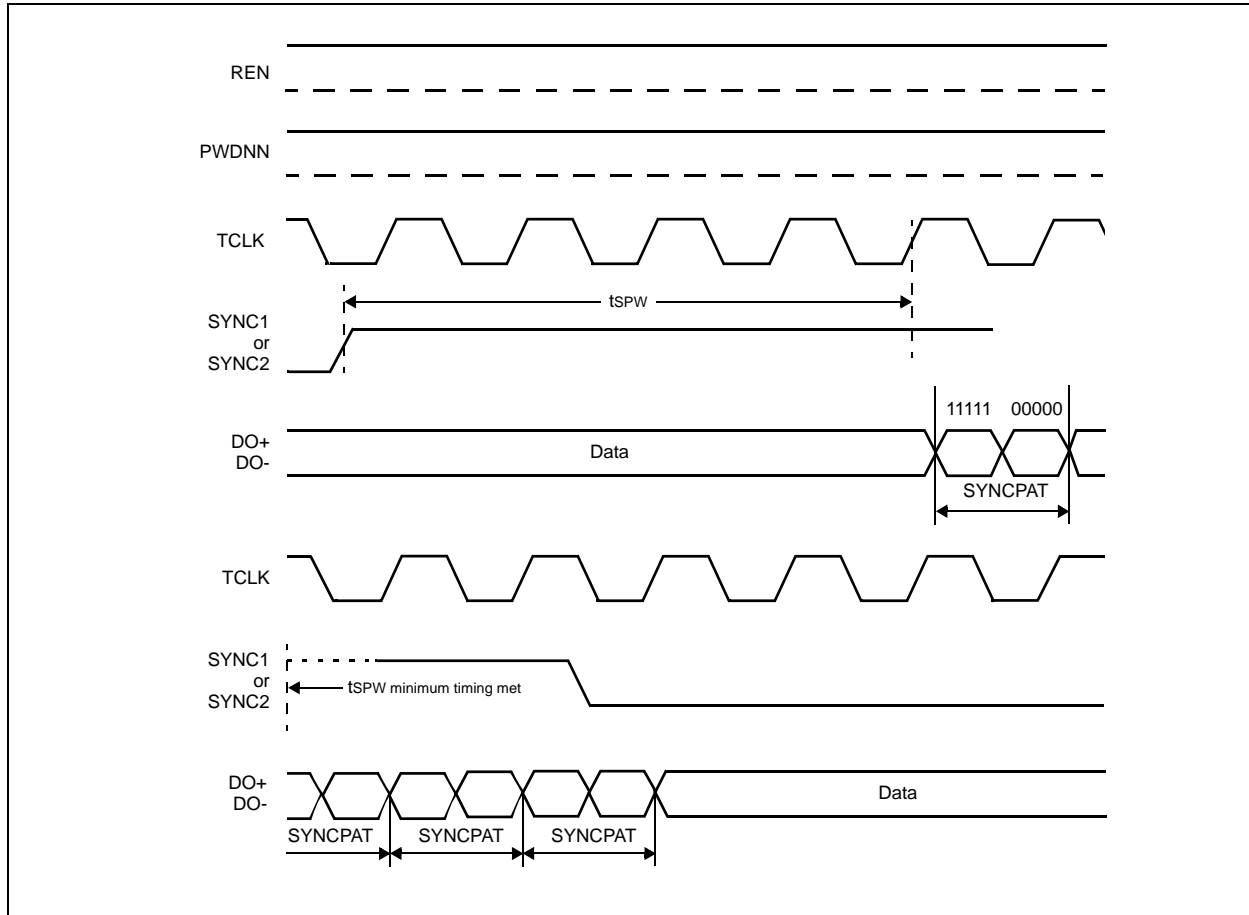 REN
PWDNN
TCLK
tSPW
SYNC1
or
SYNC2
11111 00000
DO+
DO-
Data
SYNCPAT
TCLK
SYNC1
or
SYNC2
tSPW minimum timing met
DO+
DO-
Data
SYNCPAT SYNCPAT SYNCPAT